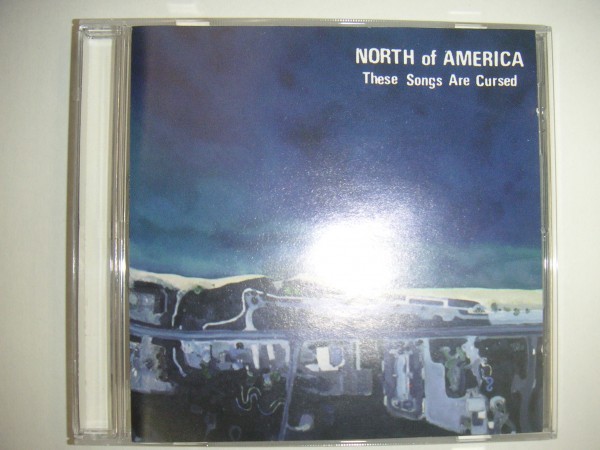 NORTH of AMERICA
These Songs Are Cursed